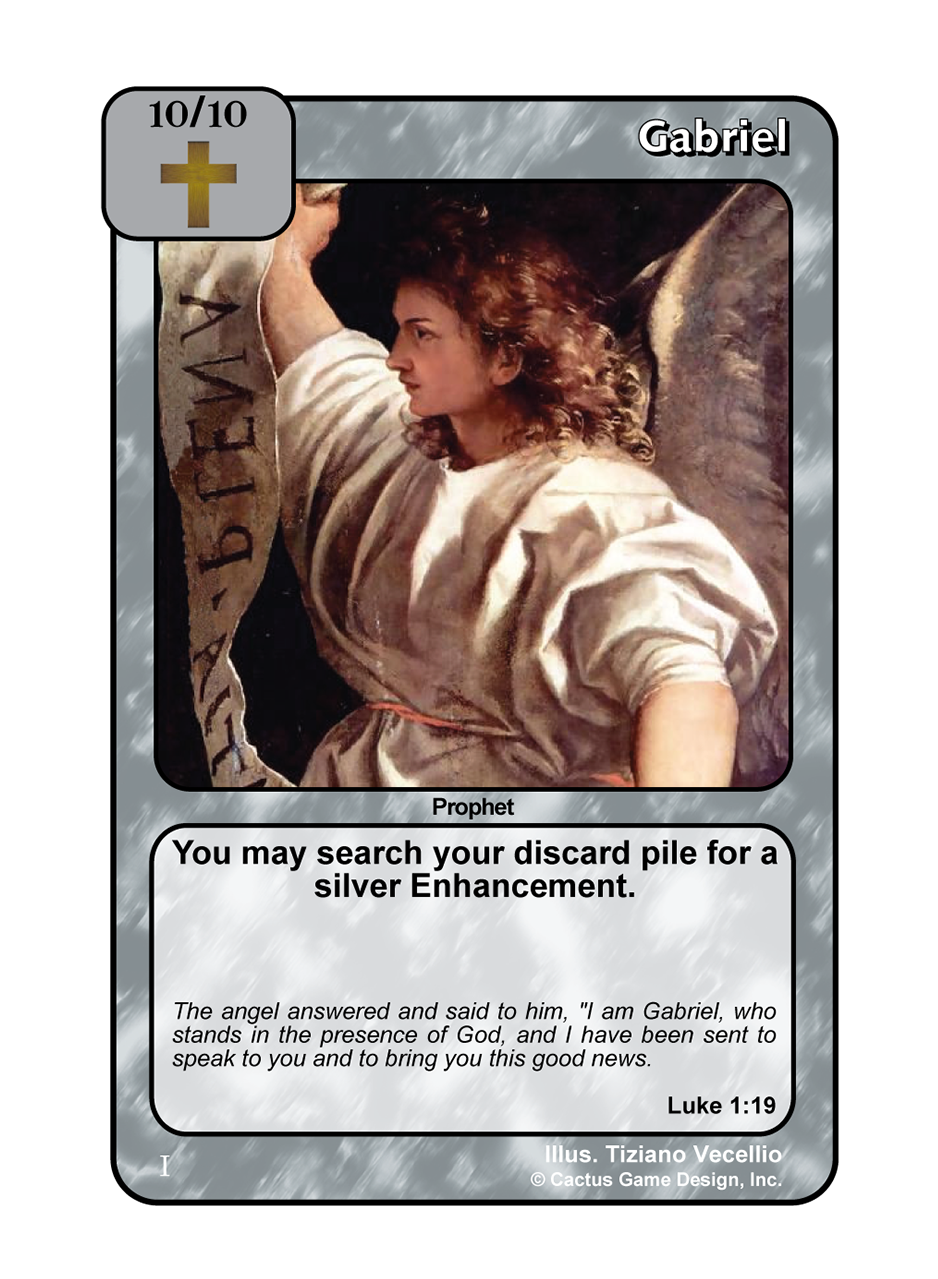 10/10
Gabriel
Prophet
You may search your discard pile for a
silver Enhancement.
The angel answered and said to him, "I am Gabriel, who
stands in the presence of God, and I have been sent to
speak to you and to bring you this good news.
Luke 1:19
I
Illus. Tiziano Vecellio
© Cactus Game Design, Inc.